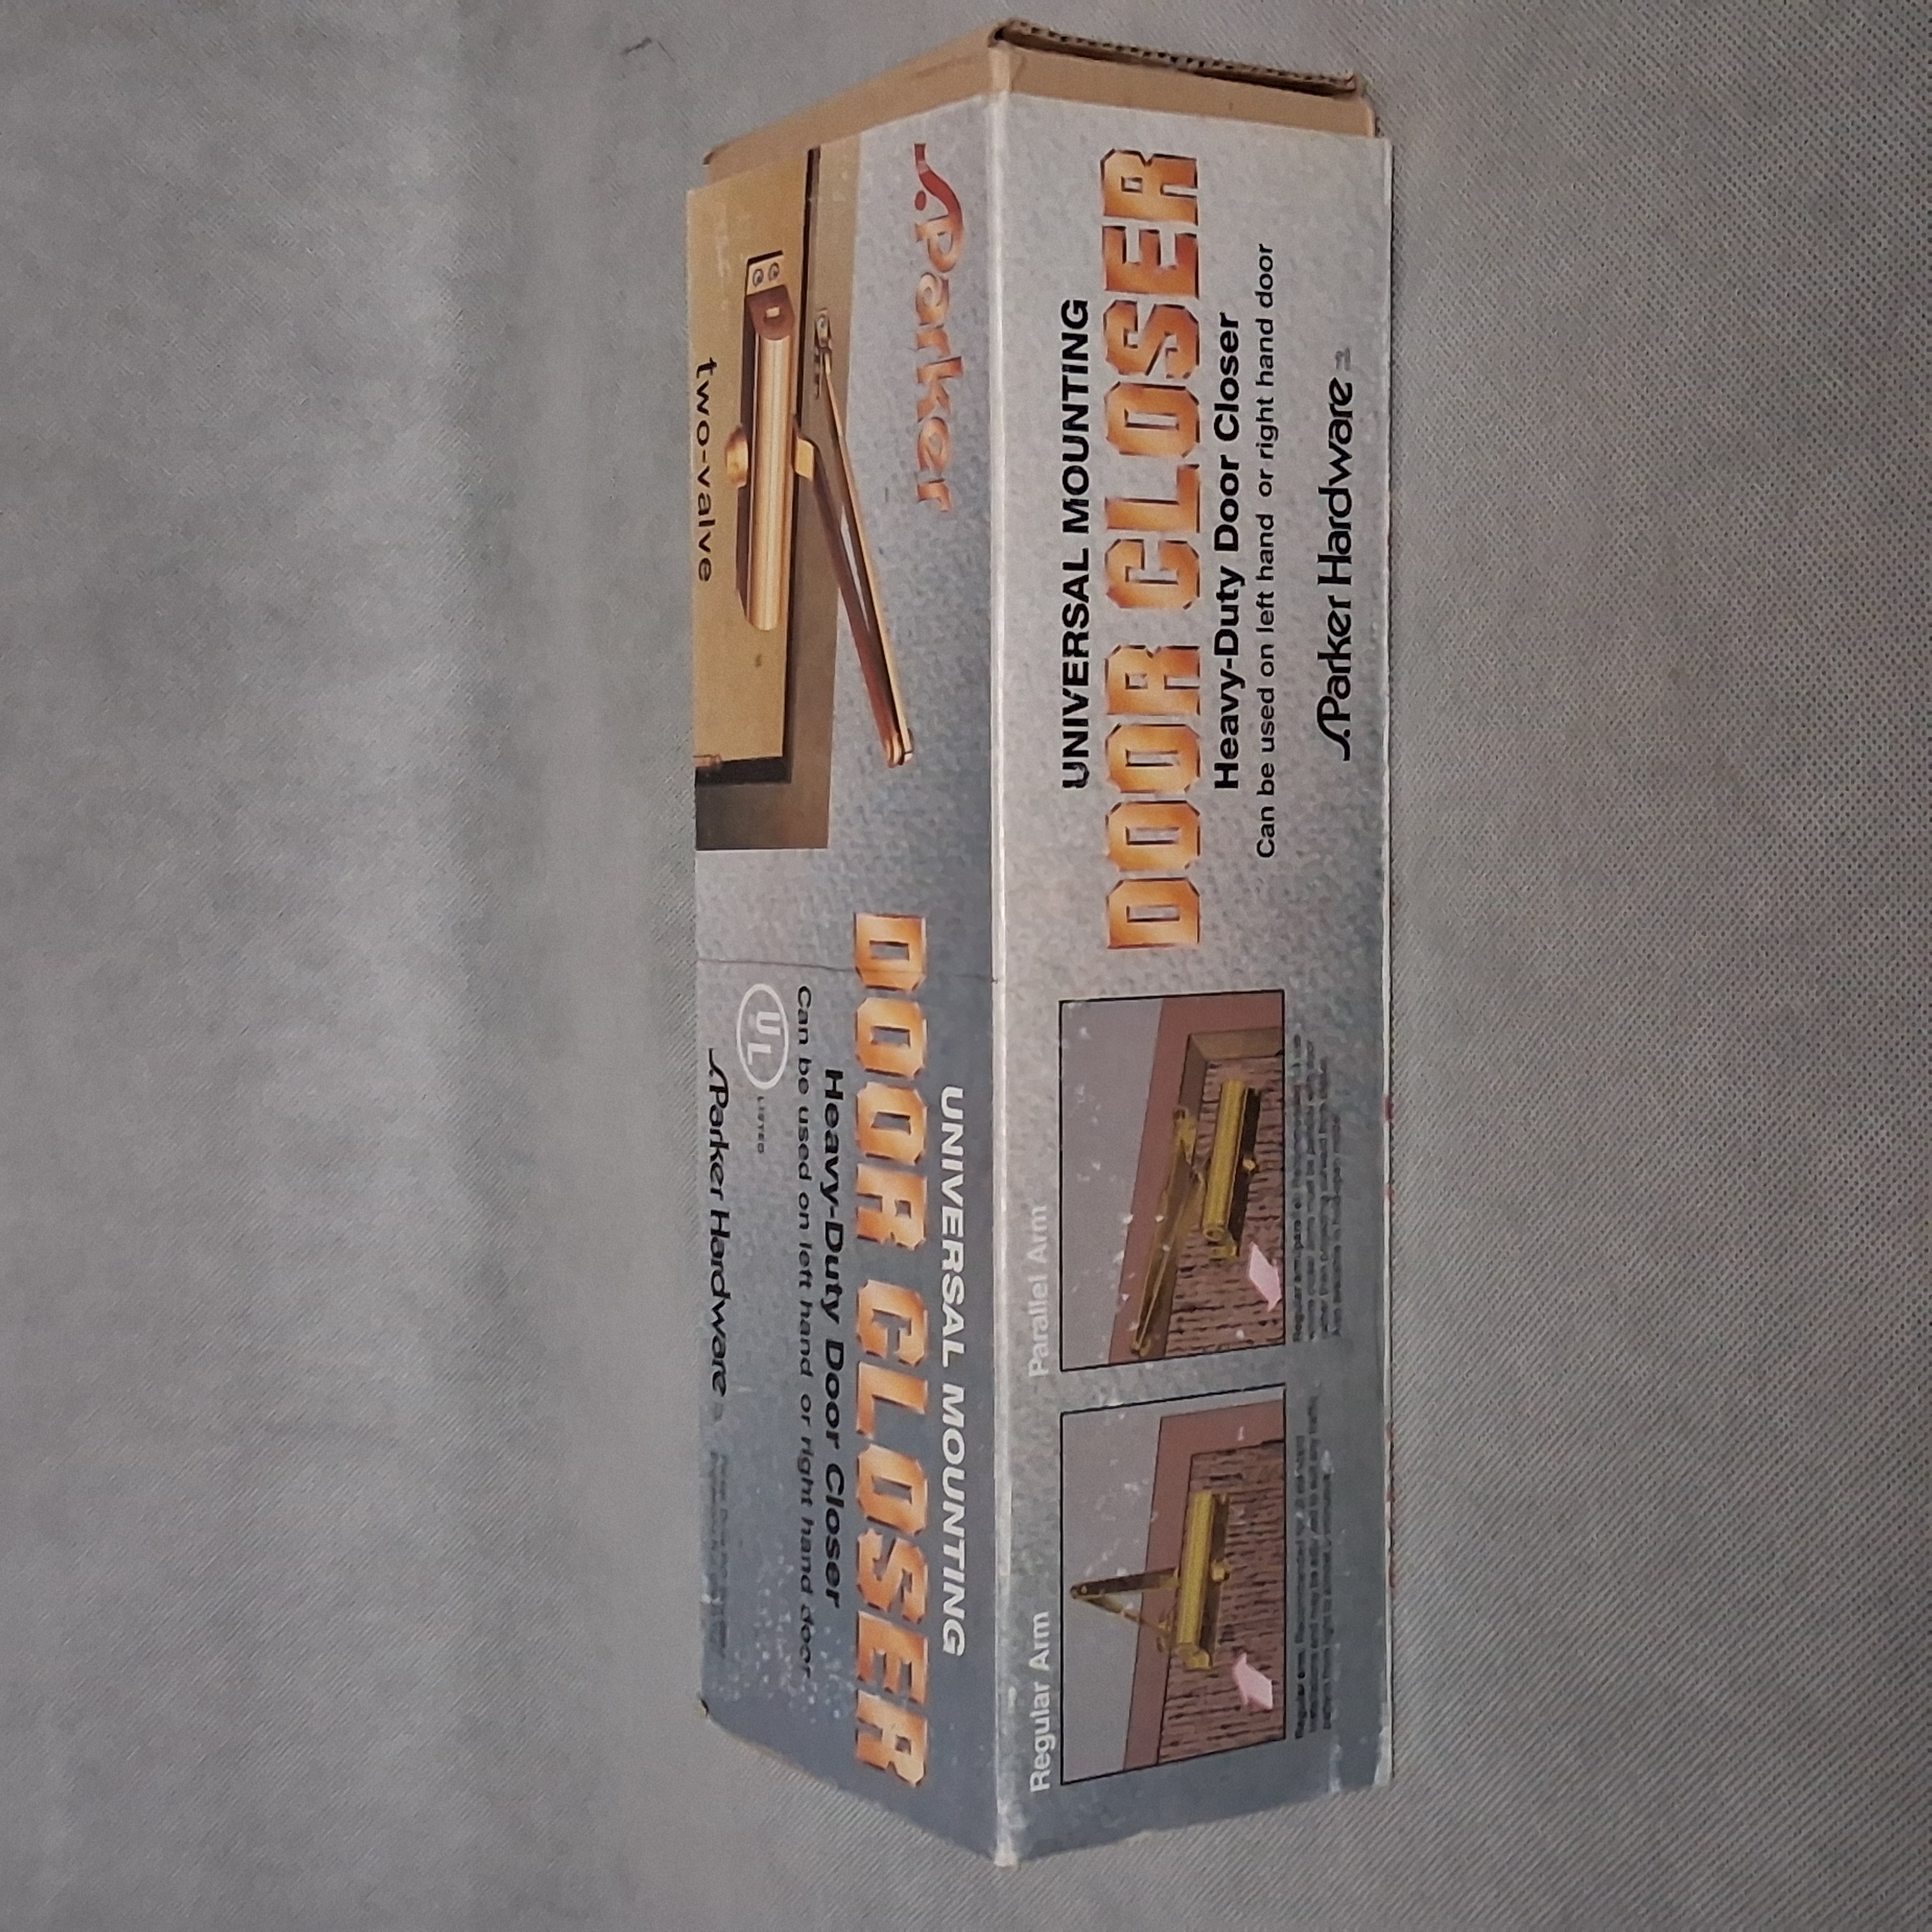 Parker
two-valve
UNIVERSAL MOUNTING
DOOR CLOSER
Heavy-Duty Door Closer
Can be used on left hand or right hand door
UL
LISTED
Parker Hardware
UNIVERSAL MOUNTING
DOOR CLOSER
Heavy-Duty Door Closer
Can be used on left hand or right hand door
Parker Hardware
Regular Arm
Parallel Arm